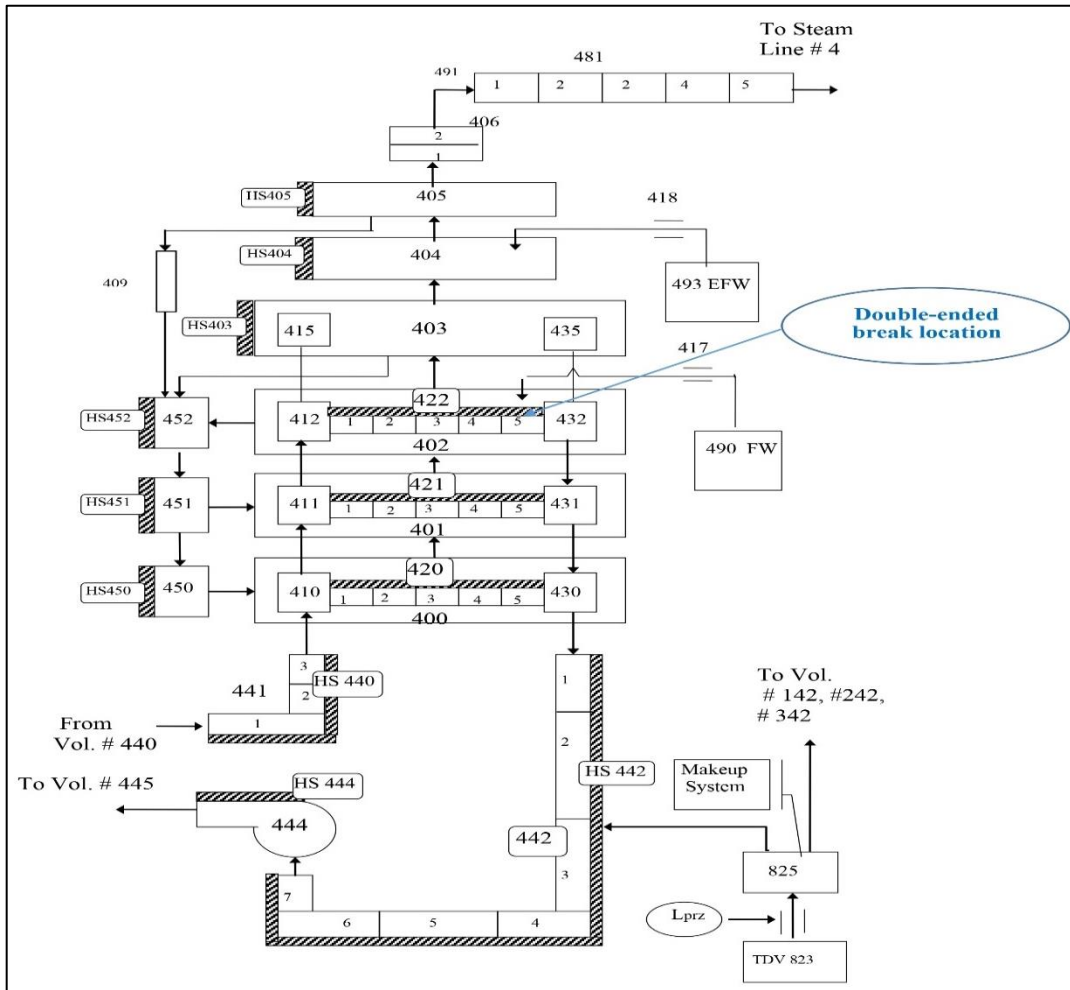 To Steam
Line # 4
481
491
1 2 2 4 5
406
2
1
HS405
405
418
HS404
404
409
493 EFW
HS403
415
403
435
Double-ended
break location
417
422
HS452
452
412
432
1 2 3 4 5
402
490 FW
421
HS451
451
411
431
1 2 3 4 5
401
420
HS450
450
410
430
1 2 3 4 5
400
441
3
HS 440
2
1
From
Vol. # 440
To Vol. # 445
HS 444
444
1
2
HS 442
442
3
7
6 5 4
To Vol.
# 142, #242,
# 342
Makeup
System
825
Lprz
TDV 823